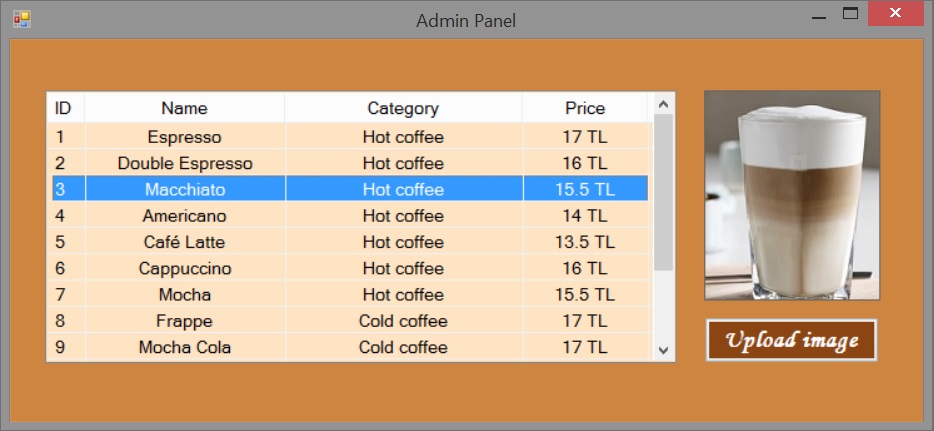 Admin Panel
ID Name Category Price
1 Espresso Hot coffee 17 TL
2 Double Espresso Hot coffee 16 TL
3 Macchiato Hot coffee 15.5 TL
4 Americano Hot coffee 14 TL
5 Café Latte Hot coffee 13.5 TL
6 Cappuccino Hot coffee 16 TL
7 Mocha Hot coffee 15.5 TL
8 Frappe Cold coffee 17 TL
9 Mocha Cola Cold coffee 17 TL
Upload image